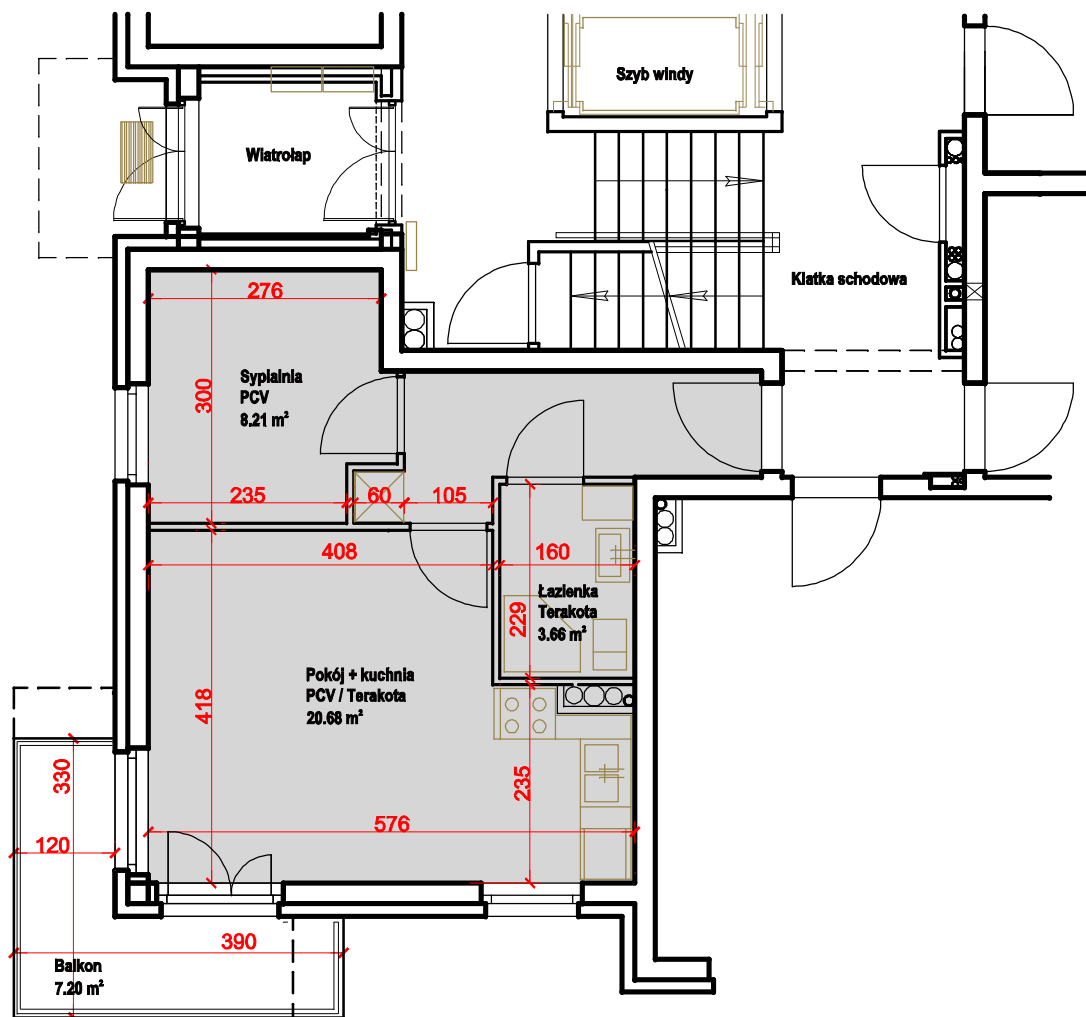 Szyb windy
Wiatrołap
Klatka schodowa
276
Sypialnia
PCV
8.21 m²
300
235
60
105
408
160
Łazienka
Terakota
3.66 m²
229
Pokój + kuchnia
PCV / Terakota
20.68 m²
418
235
330
120
576
390
Balkon
7.20 m²